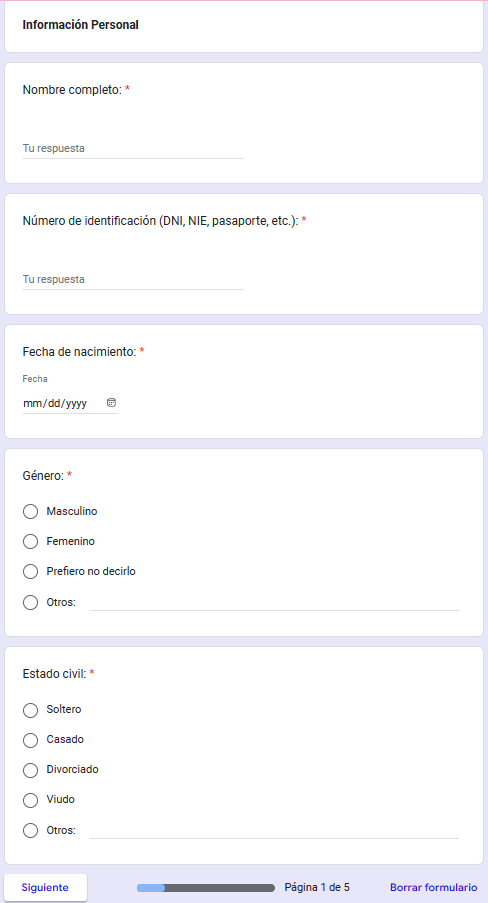 Información Personal
Nombre completo: *
Tu respuesta
Número de identificación (DNI, NIE, pasaporte, etc.): *
Tu respuesta
Fecha de nacimiento: *
Fecha
mm/dd/yyyy
Género: *
Masculino
Femenino
Prefiero no decirlo
Otros:
Estado civil: *
Soltero
Casado
Divorciado
Viudo
Otros:
Siguiente Página 1 de 5 Borrar formulario